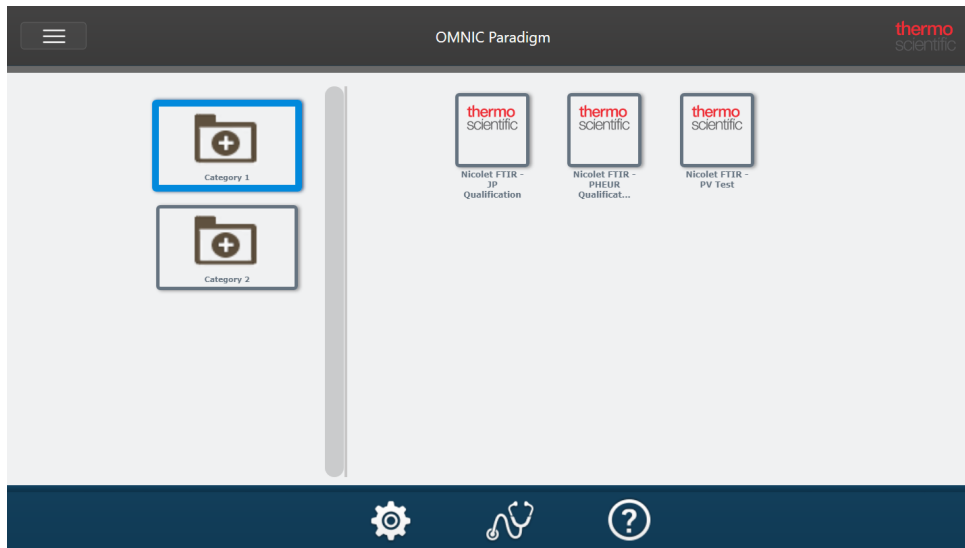 OMNIC Paradigm
thermo
scientific
Category 1
Category 2
thermo
scientific
Nicolet FTIR -
JP
Qualification
thermo
scientific
Nicolet FTIR -
PHEUR
Qualificat...
thermo
scientific
Nicolet FTIR -
PV Test
?